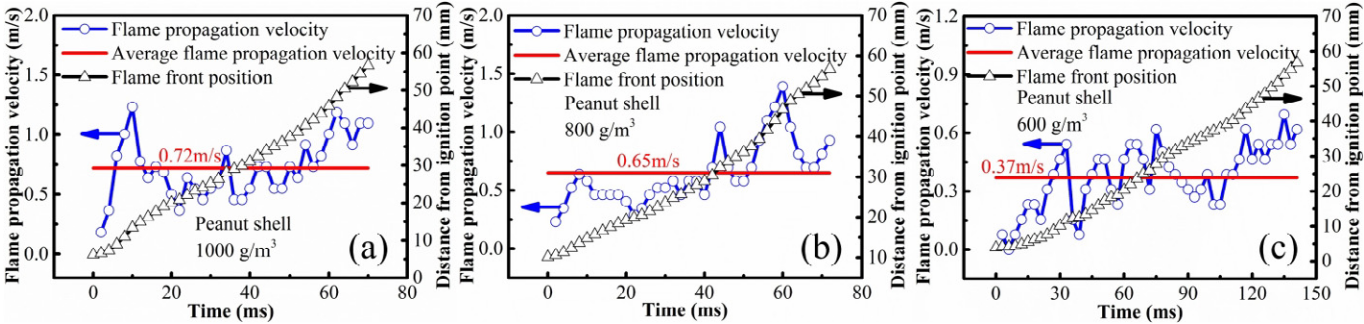 Flame propagation velocity (m/s)
2.0
1.5
1.0
0.5
0.0
Flame propagation velocity
Average flame propagation velocity
Flame front position
0.72m/s
Peanut shell
1000 g/m³
(a)
0
20
40
60
80
Time (ms)
70
60
50
40
30
20
10
0
Distance from ignition point (mm)
Flame propagation velocity (m/s)
2.0
1.5
1.0
0.5
0.0
Flame propagation velocity
Average flame propagation velocity
Flame front position
Peanut shell
800 g/m³
0.65m/s
(b)
0
20
40
60
80
Time (ms)
70
60
50
40
30
20
10
Distance from ignition point (mm)
Flame propagation velocity (m/s)
1.2
0.9
0.6
0.3
0.0
Flame propagation velocity
Average flame propagation velocity
Flame front position
Peanut shell
600 g/m³
0.37m/s
(c)
0
30
60
90
120
150
Time (ms)
70
60
50
40
30
20
10
0
Distance from ignition point (mm)